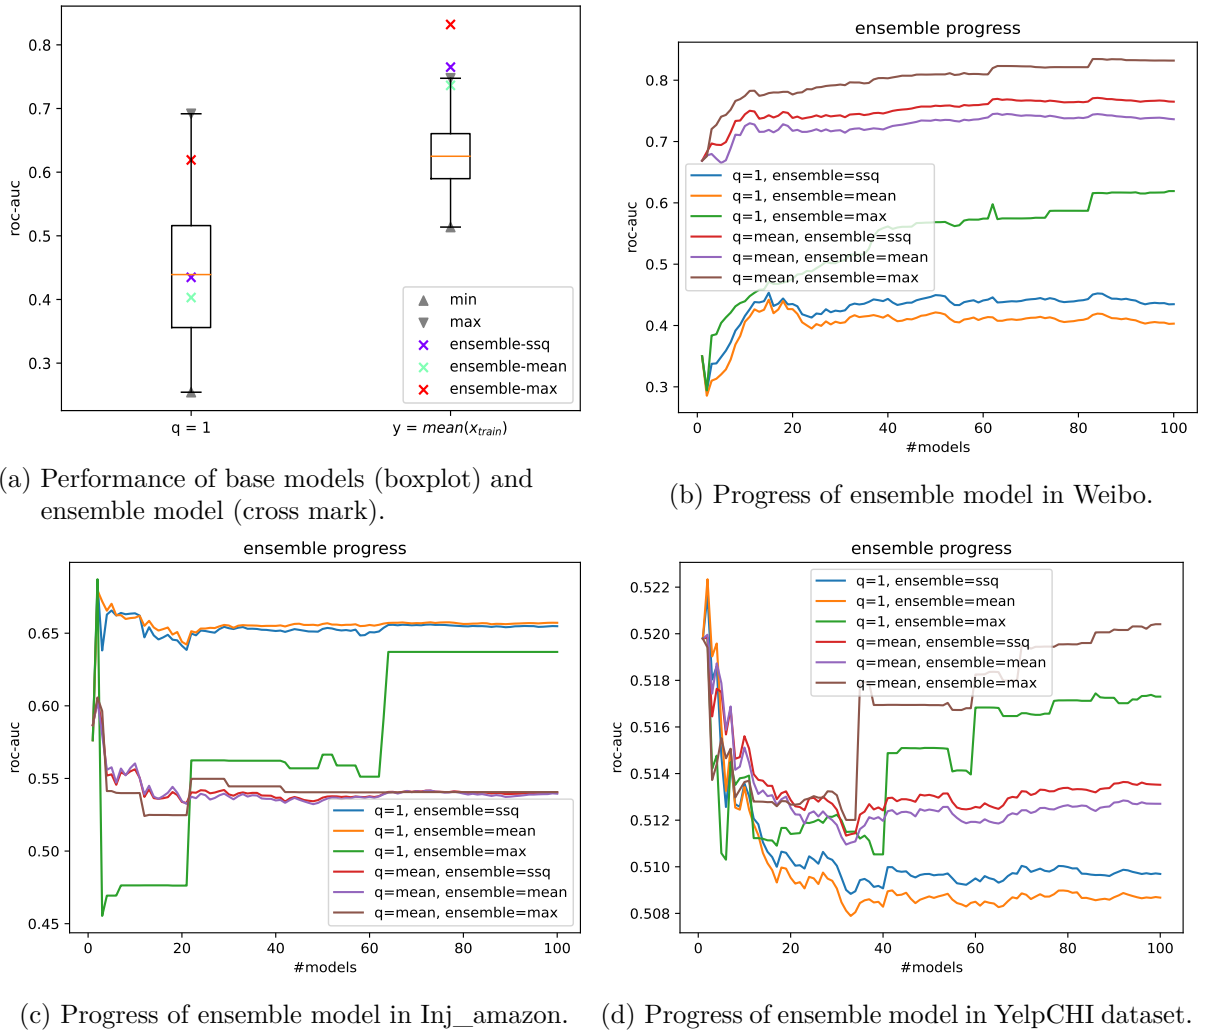 0.8
0.7
0.6
0.5
0.4
0.3
roc-auc
min
max
ensemble-ssq
ensemble-mean
ensemble-max
q = 1
y = mean(x_train)
(a) Performance of base models (boxplot) and
ensemble model (cross mark).
ensemble progress
0.8
0.7
0.6
0.5
0.4
0.3
roc-auc
q=1, ensemble=ssq
q=1, ensemble=mean
q=1, ensemble=max
q=mean, ensemble=ssq
q=mean, ensemble=mean
q=mean, ensemble=max
0 20 40 60 80 100
#models
(b) Progress of ensemble model in Weibo.
ensemble progress
0.65
0.60
0.55
0.50
0.45
roc-auc
q=1, ensemble=ssq
q=1, ensemble=mean
q=1, ensemble=max
q=mean, ensemble=ssq
q=mean, ensemble=mean
q=mean, ensemble=max
0 20 40 60 80 100
#models
(c) Progress of ensemble model in Inj_amazon.
ensemble progress
0.522
0.520
0.518
0.516
0.514
0.512
0.510
0.508
roc-auc
q=1, ensemble=ssq
q=1, ensemble=mean
q=1, ensemble=max
q=mean, ensemble=ssq
q=mean, ensemble=mean
q=mean, ensemble=max
0 20 40 60 80 100
#models
(d) Progress of ensemble model in YelpCHI dataset.